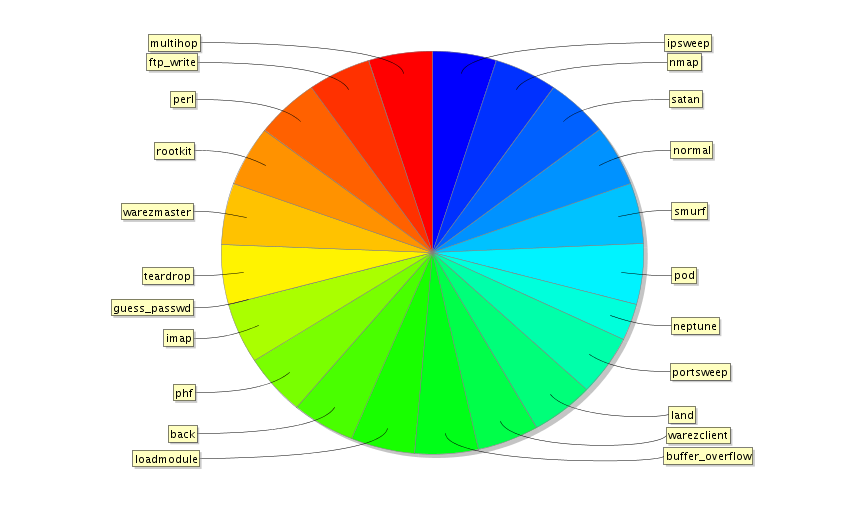 multihop
ipsweep
ftp_write
nmap
perl
satan
rootkit
normal
warezmaster
smurf
teardrop
pod
guess_passwd
neptune
imap
portsweep
phf
land
back
warezclient
loadmodule
buffer_overflow